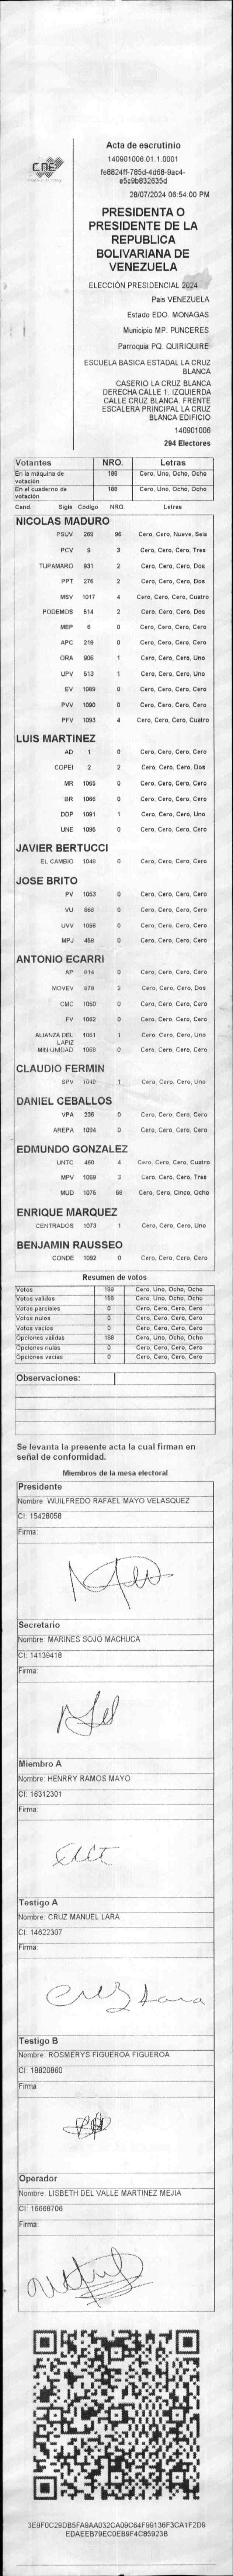 CNE
Acta de escrutinio
140901006.01.1.0001
fe8824ff-785d-4d68-9ac4-
e5c9b832635d
28/07/2024 06:54:00 PM
PRESIDENTA O
PRESIDENTE DE LA
REPUBLICA
BOLIVARIANA DE
VENEZUELA
ELECCIÓN PRESIDENCIAL 2024
Pais VENEZUELA
Estado EDO. MONAGAS
Municipio MP. PUNCERES
Parroquia PQ. QUIRIQUIRE
ESCUELA BASICA ESTADAL LA CRUZ
BLANCA
CASERIO LA CRUZ BLANCA
DERECHA CALLE 1. IZQUIERDA
CALLE CRUZ BLANCA. FRENTE
ESCALERA PRINCIPAL LA CRUZ
BLANCA EDIFICIO
140901006
294 Electores
Votantes NRO. Letras
En la máquina de votación 188 Cero, Uno, Ocho, Ocho
En el cuaderno de votación 188 Cero, Uno, Ocho, Ocho
Cand. Sigla Código NRO. Letras
NICOLAS MADURO
PSUV 269 96 Cero, Cero, Nueve, Seis
PCV 9 3 Cero, Cero, Cero, Tres
TUPAMARO 931 2 Cero, Cero, Cero, Dos
PPT 276 2 Cero, Cero, Cero, Dos
MSV 1017 4 Cero, Cero, Cero, Cuatro
PODEMOS 514 2 Cero, Cero, Cero, Dos
MEP 6 0 Cero, Cero, Cero, Cero
APC 219 0 Cero, Cero, Cero, Cero
ORA 906 1 Cero, Cero, Cero, Uno
UPV 513 1 Cero, Cero, Cero, Uno
EV 1089 0 Cero, Cero, Cero, Cero
PVV 1090 0 Cero, Cero, Cero, Cero
PFV 1093 4 Cero, Cero, Cero, Cuatro
LUIS MARTINEZ
AD 1 0 Cero, Cero, Cero, Cero
COPEI 2 2 Cero, Cero, Cero, Dos
MR 1065 0 Cero, Cero, Cero, Cero
BR 1066 0 Cero, Cero, Cero, Cero
DDP 1091 1 Cero, Cero, Cero, Uno
UNE 1095 0 Cero, Cero, Cero, Cero
JAVIER BERTUCCI
EL CAMBIO 1046 0 Cero, Cero, Cero, Cero
JOSE BRITO
PV 1053 0 Cero, Cero, Cero, Cero
VU 968 0 Cero, Cero, Cero, Cero
UVV 1096 0 Cero, Cero, Cero, Cero
MPJ 458 0 Cero, Cero, Cero, Cero
ANTONIO ECARRI
AP 914 0 Cero, Cero, Cero, Cero
MOVEV 879 2 Cero, Cero, Cero, Dos
CMC 1050 0 Cero, Cero, Cero, Cero
FV 1062 0 Cero, Cero, Cero, Cero
ALIANZA DEL LAPIZ 1051 1 Cero, Cero, Cero, Uno
MIN UNIDAD 1068 0 Cero, Cero, Cero, Cero
CLAUDIO FERMIN
SPV 1049 1 Cero, Cero, Cero, Uno
DANIEL CEBALLOS
VPA 236 0 Cero, Cero, Cero, Cero
AREPA 1094 0 Cero, Cero, Cero, Cero
EDMUNDO GONZALEZ
UNTC 460 4 Cero, Cero, Cero, Cuatro
MPV 1069 3 Cero, Cero, Cero, Tres
MUD 1075 58 Cero, Cero, Cinco, Ocho
ENRIQUE MARQUEZ
CENTRADOS 1073 1 Cero, Cero, Cero, Uno
BENJAMIN RAUSSEO
CONDE 1092 0 Cero, Cero, Cero, Cero
Resumen de votos
Votos 188 Cero, Uno, Ocho, Ocho
Votos validos 188 Cero, Uno, Ocho, Ocho
Votos parciales 0 Cero, Cero, Cero, Cero
Votos nulos 0 Cero, Cero, Cero, Cero
Votos vacios 0 Cero, Cero, Cero, Cero
Opciones validas 188 Cero, Uno, Ocho, Ocho
Opciones nulas 0 Cero, Cero, Cero, Cero
Opciones vacias 0 Cero, Cero, Cero, Cero
Observaciones:
Se levanta la presente acta la cual firman en
señal de conformidad.
Miembros de la mesa electoral
Presidente
Nombre: WUILFREDO RAFAEL MAYO VELASQUEZ
CI: 15428058
Firma:
Secretario
Nombre: MARINES SOJO MACHUCA
CI: 14139418
Firma:
Miembro A
Nombre: HENRRY RAMOS MAYO
CI: 16312301
Firma:
Testigo A
Nombre: CRUZ MANUEL LARA
CI: 14622307
Firma:
Cruz Lara
Testigo B
Nombre: ROSMERYS FIGUEROA FIGUEROA
CI: 18820860
Firma:
Operador
Nombre: LISBETH DEL VALLE MARTINEZ MEJIA
CI: 16668706
Firma:
3E9F0C29DB5FA9AA032CA09C64F99136F3CA1F2D9
EDAEEB79EC0EB9F4C85923B